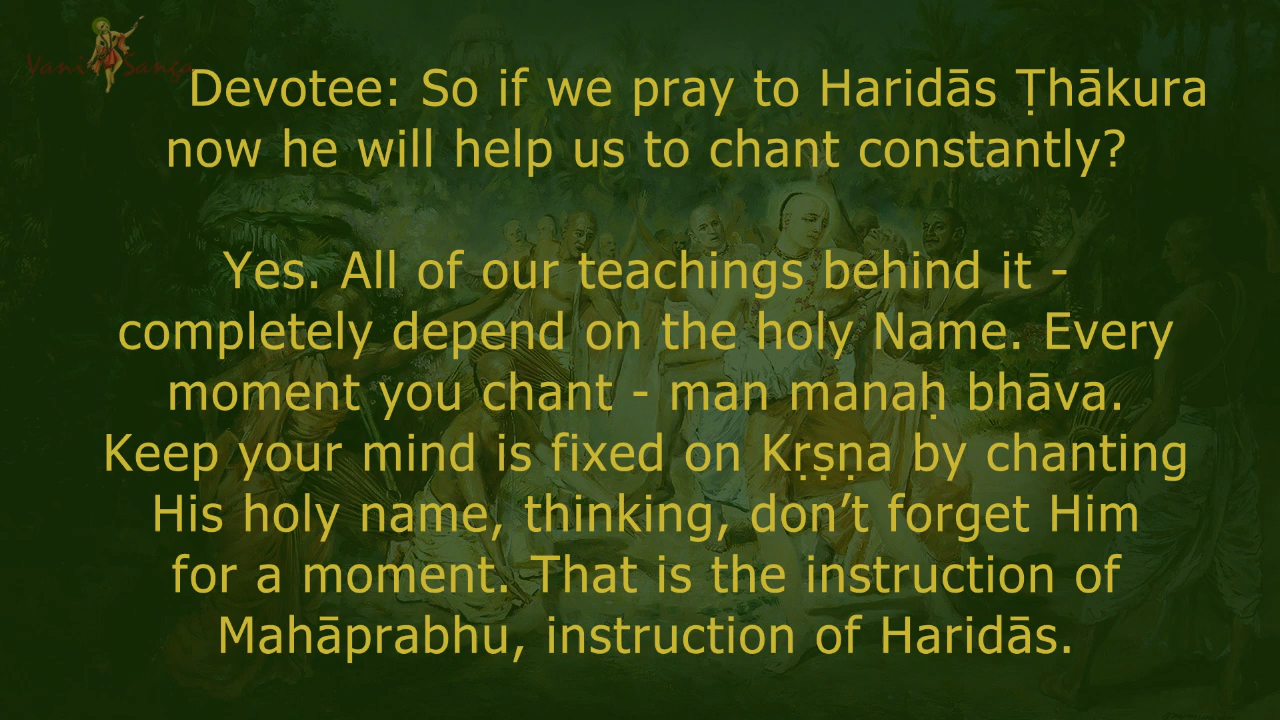 Vani Sanga
Devotee: So if we pray to Haridās Ṭhākura
now he will help us to chant constantly?
Yes. All of our teachings behind it -
completely depend on the holy Name. Every
moment you chant - man manaḥ bhāva.
Keep your mind is fixed on Kṛṣṇa by chanting
His holy name, thinking, don’t forget Him
for a moment. That is the instruction of
Mahāprabhu, instruction of Haridās.